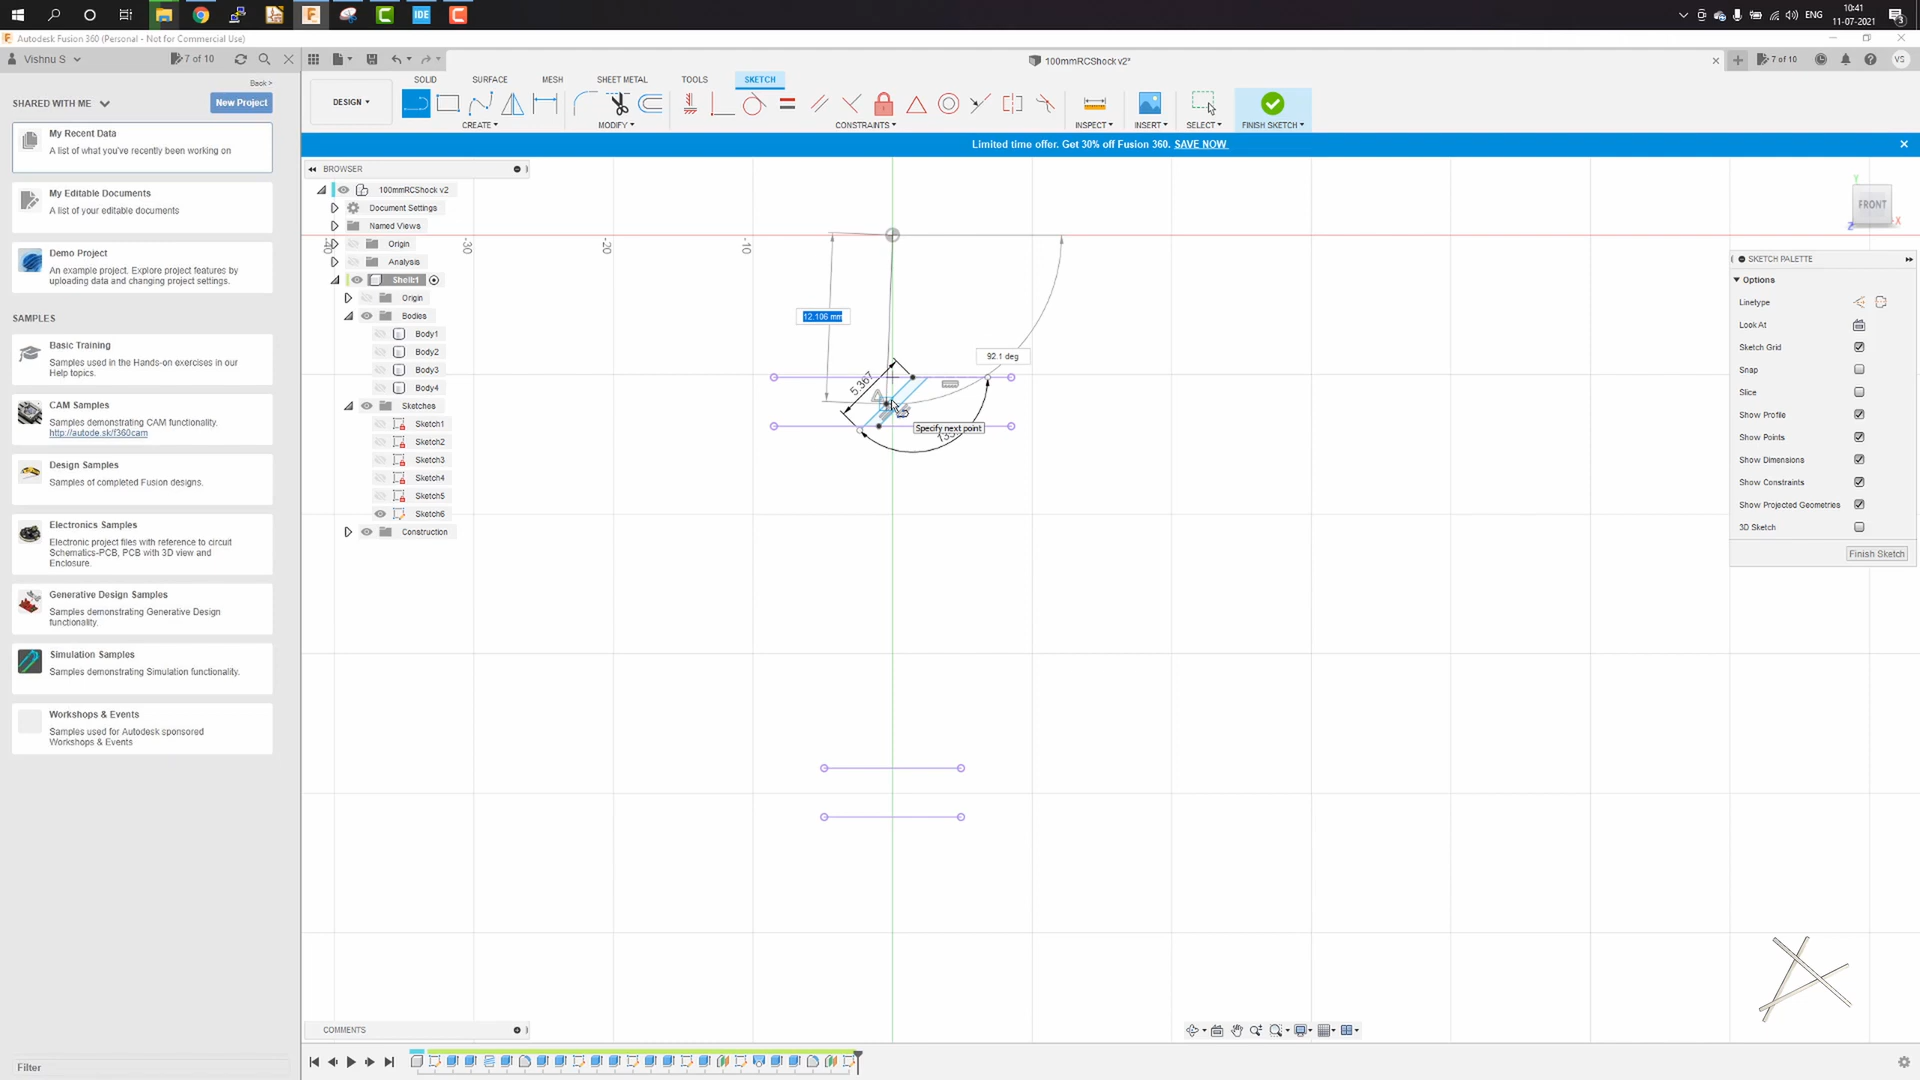 IDE
ENG
10:41
11-07-2021
3
Autodesk Fusion 360 (Personal - Not for Commercial Use)
Vishnu S
7 of 10
100mmRCShock v2*
7 of 10
VS
Back >
SHARED WITH ME
New Project
My Recent Data
A list of what you've recently been working on
My Editable Documents
A list of your editable documents
Demo Project
An example project. Explore project features by
uploading data and changing project settings.
SAMPLES
Basic Training
Samples used in the Hands-on exercises in our
Help topics.
CAM Samples
Samples demonstrating CAM functionality.
http://autode.sk/f360cam
Design Samples
Samples of completed Fusion designs.
Electronics Samples
Electronic project files with reference to circuit
Schematics-PCB, PCB with 3D view and
Enclosure.
Generative Design Samples
Samples demonstrating Generative Design
functionality.
Simulation Samples
Samples demonstrating Simulation functionality.
Workshops & Events
Samples used for Autodesk sponsored
Workshops & Events
Filter
DESIGN
SOLID
SURFACE
MESH
SHEET METAL
TOOLS
SKETCH
CREATE
MODIFY
CONSTRAINTS
INSPECT
INSERT
SELECT
FINISH SKETCH
Limited time offer. Get 30% off Fusion 360. SAVE NOW
BROWSER
100mmRCShock v2
Document Settings
Named Views
Origin
Analysis
Shell:1
Origin
Bodies
Body1
Body2
Body3
Body4
Sketches
Sketch1
Sketch2
Sketch3
Sketch4
Sketch5
Sketch6
Construction
-30
-20
-10
12.106 mm
92.1 deg
5.367
Specify next point
FRONT
Y
X
Z
SKETCH PALETTE
Options
Linetype
Look At
Sketch Grid
Snap
Slice
Show Profile
Show Points
Show Dimensions
Show Constraints
Show Projected Geometries
3D Sketch
Finish Sketch
COMMENTS